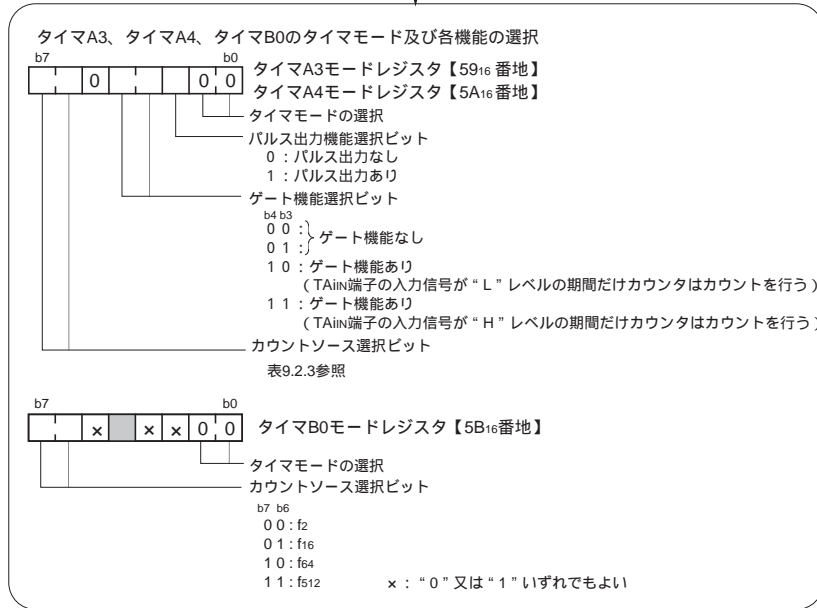 タイマA3、タイマA4、タイマB0のタイマモード及び各機能の選択
b7 b0
0 0 0
タイマA3モードレジスタ【5916 番地】
タイマA4モードレジスタ【5A16 番地】
タイマモードの選択
パルス出力機能選択ビット
0 : パルス出力なし
1 : パルス出力あり
ゲート機能選択ビット
b4 b3
0 0 :
0 1 :
ゲート機能なし
1 0 : ゲート機能あり
（TAiIN端子の入力信号が“L”レベルの期間だけカウンタはカウントを行う）
1 1 : ゲート機能あり
（TAiIN端子の入力信号が“H”レベルの期間だけカウンタはカウントを行う）
カウントソース選択ビット
表9.2.3参照
b7 b0
× × × 0 0 タイマB0モードレジスタ【5B16番地】
タイマモードの選択
カウントソース選択ビット
b7 b6
0 0 : f2
0 1 : f16
1 0 : f64
1 1 : f512 × : “0”又は“1”いずれでもよい